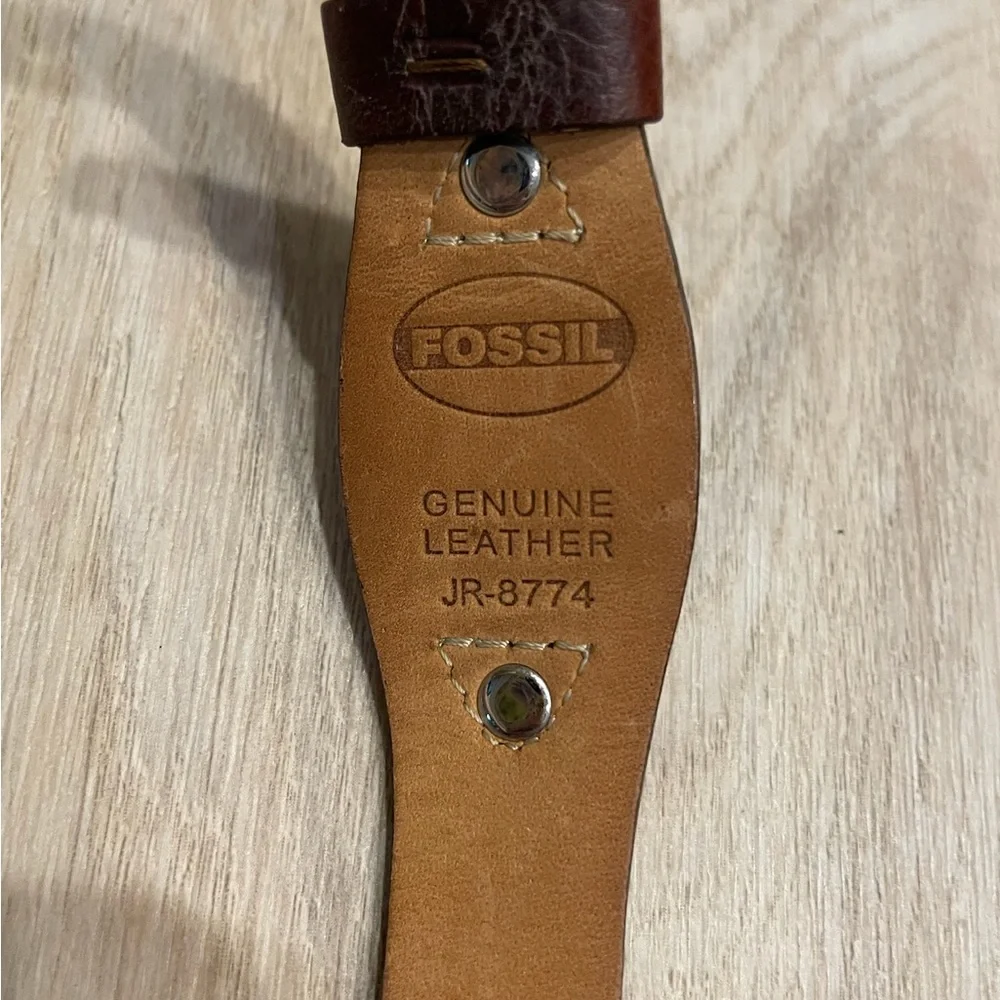 FOSSIL
GENUINE
LEATHER
JR-8774